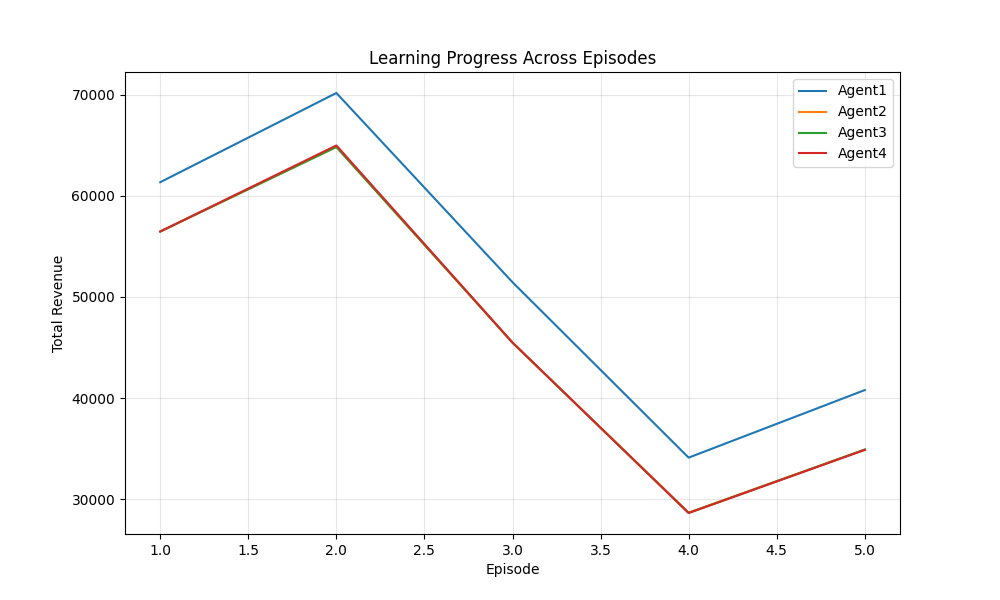 Learning Progress Across Episodes
Total Revenue
70000
60000
50000
40000
30000
Agent1
Agent2
Agent3
Agent4
1.0 1.5 2.0 2.5 3.0 3.5 4.0 4.5 5.0
Episode